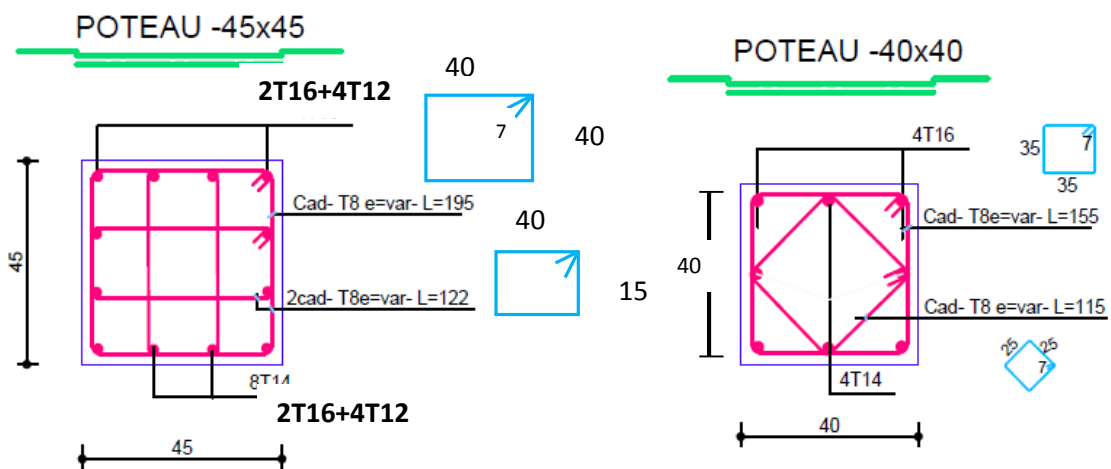 POTEAU -45x45
2T16+4T12
40
7
40
Cad- T8 e=var- L=195
40
15
2cad- T8e=var- L=122
45
8T14
2T16+4T12
45
POTEAU -40x40
4T16
35
7
35
Cad- T8e=var- L=155
40
Cad- T8 e=var- L=115
25
25
7
4T14
40